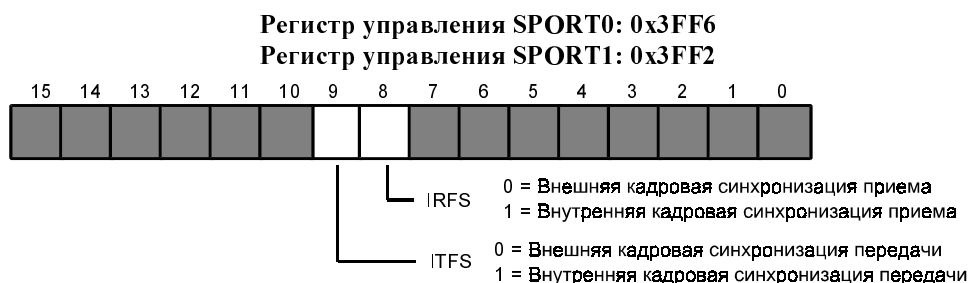 Регистр управления SPORT0: 0x3FF6
Регистр управления SPORT1: 0x3FF2
15 14 13 12 11 10 9 8 7 6 5 4 3 2 1 0
IRFS
0 = Внешняя кадровая синхронизация приема
1 = Внутренняя кадровая синхронизация приема
ITFS
0 = Внешняя кадровая синхронизация передачи
1 = Внутренняя кадровая синхронизация передачи